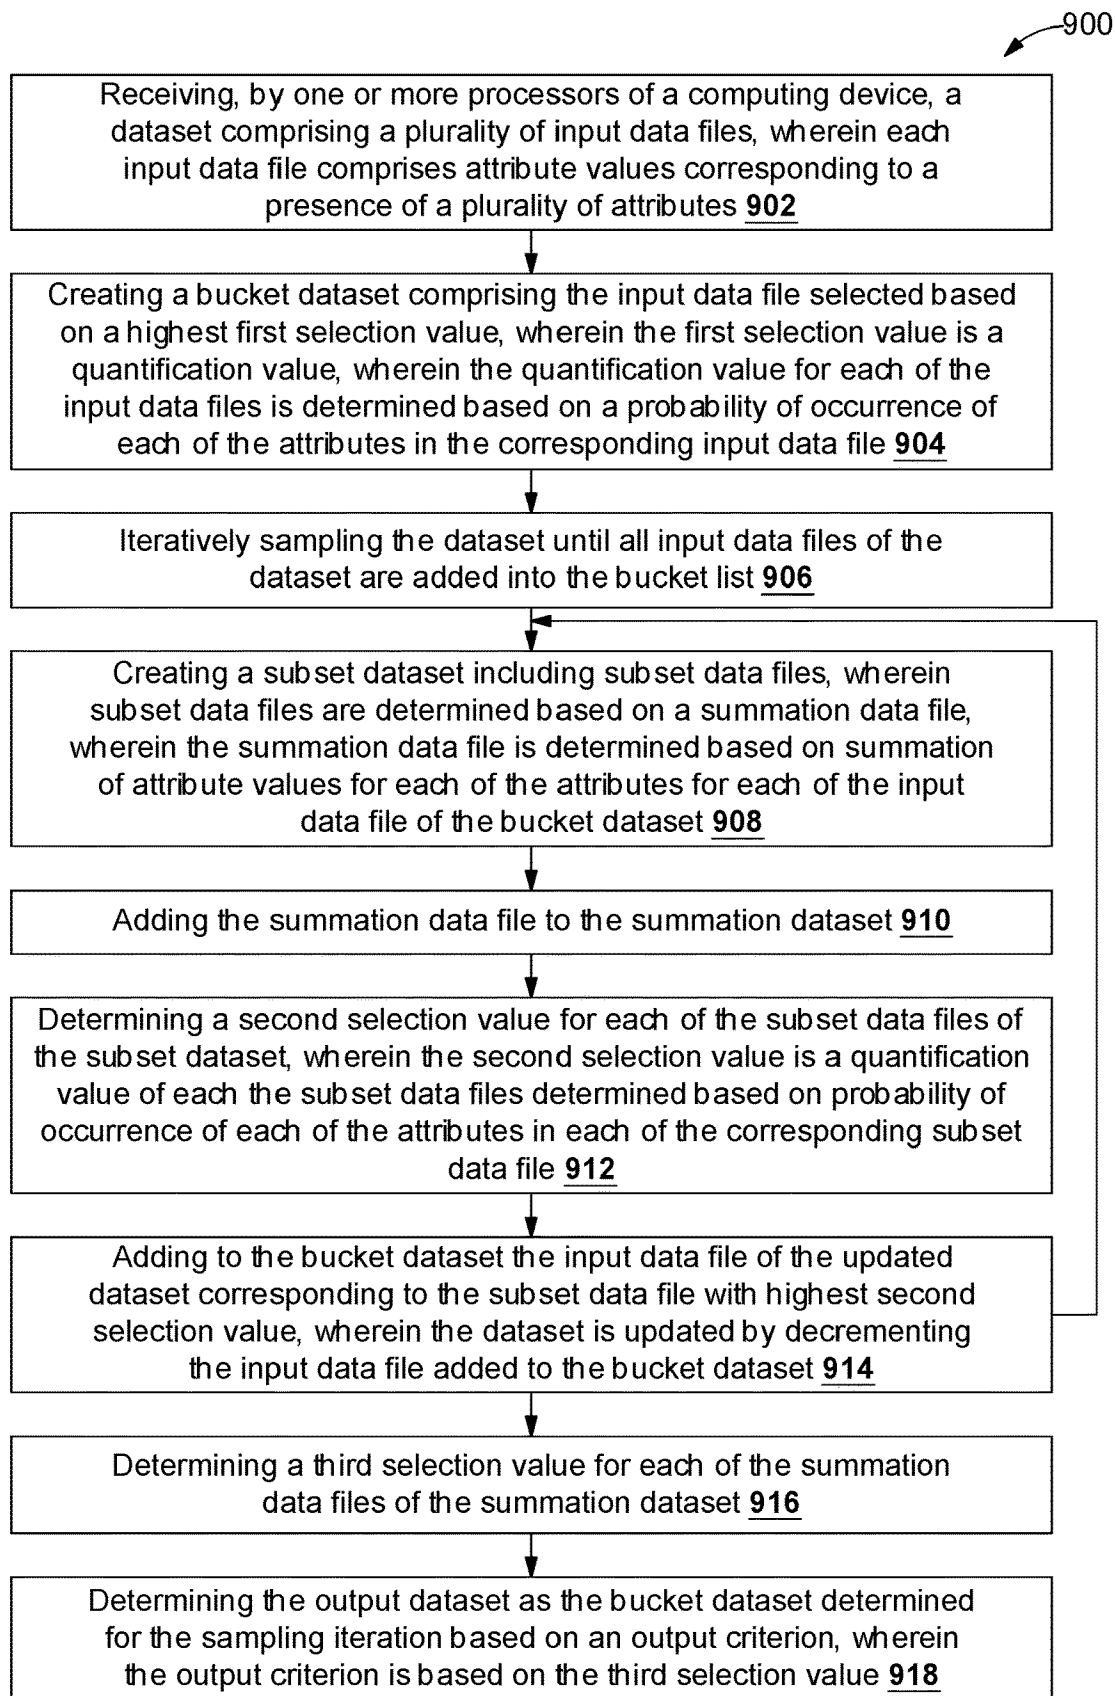 900
Receiving, by one or more processors of a computing device, a
dataset comprising a plurality of input data files, wherein each
input data file comprises attribute values corresponding to a
presence of a plurality of attributes 902
Creating a bucket dataset comprising the input data file selected based
on a highest first selection value, wherein the first selection value is a
quantification value, wherein the quantification value for each of the
input data files is determined based on a probability of occurrence of
each of the attributes in the corresponding input data file 904
Iteratively sampling the dataset until all input data files of the
dataset are added into the bucket list 906
Creating a subset dataset including subset data files, wherein
subset data files are determined based on a summation data file,
wherein the summation data file is determined based on summation
of attribute values for each of the attributes for each of the input
data file of the bucket dataset 908
Adding the summation data file to the summation dataset 910
Determining a second selection value for each of the subset data files of
the subset dataset, wherein the second selection value is a quantification
value of each the subset data files determined based on probability of
occurrence of each of the attributes in each of the corresponding subset
data file 912
Adding to the bucket dataset the input data file of the updated
dataset corresponding to the subset data file with highest second
selection value, wherein the dataset is updated by decrementing
the input data file added to the bucket dataset 914
Determining a third selection value for each of the summation
data files of the summation dataset 916
Determining the output dataset as the bucket dataset determined
for the sampling iteration based on an output criterion, wherein
the output criterion is based on the third selection value 918